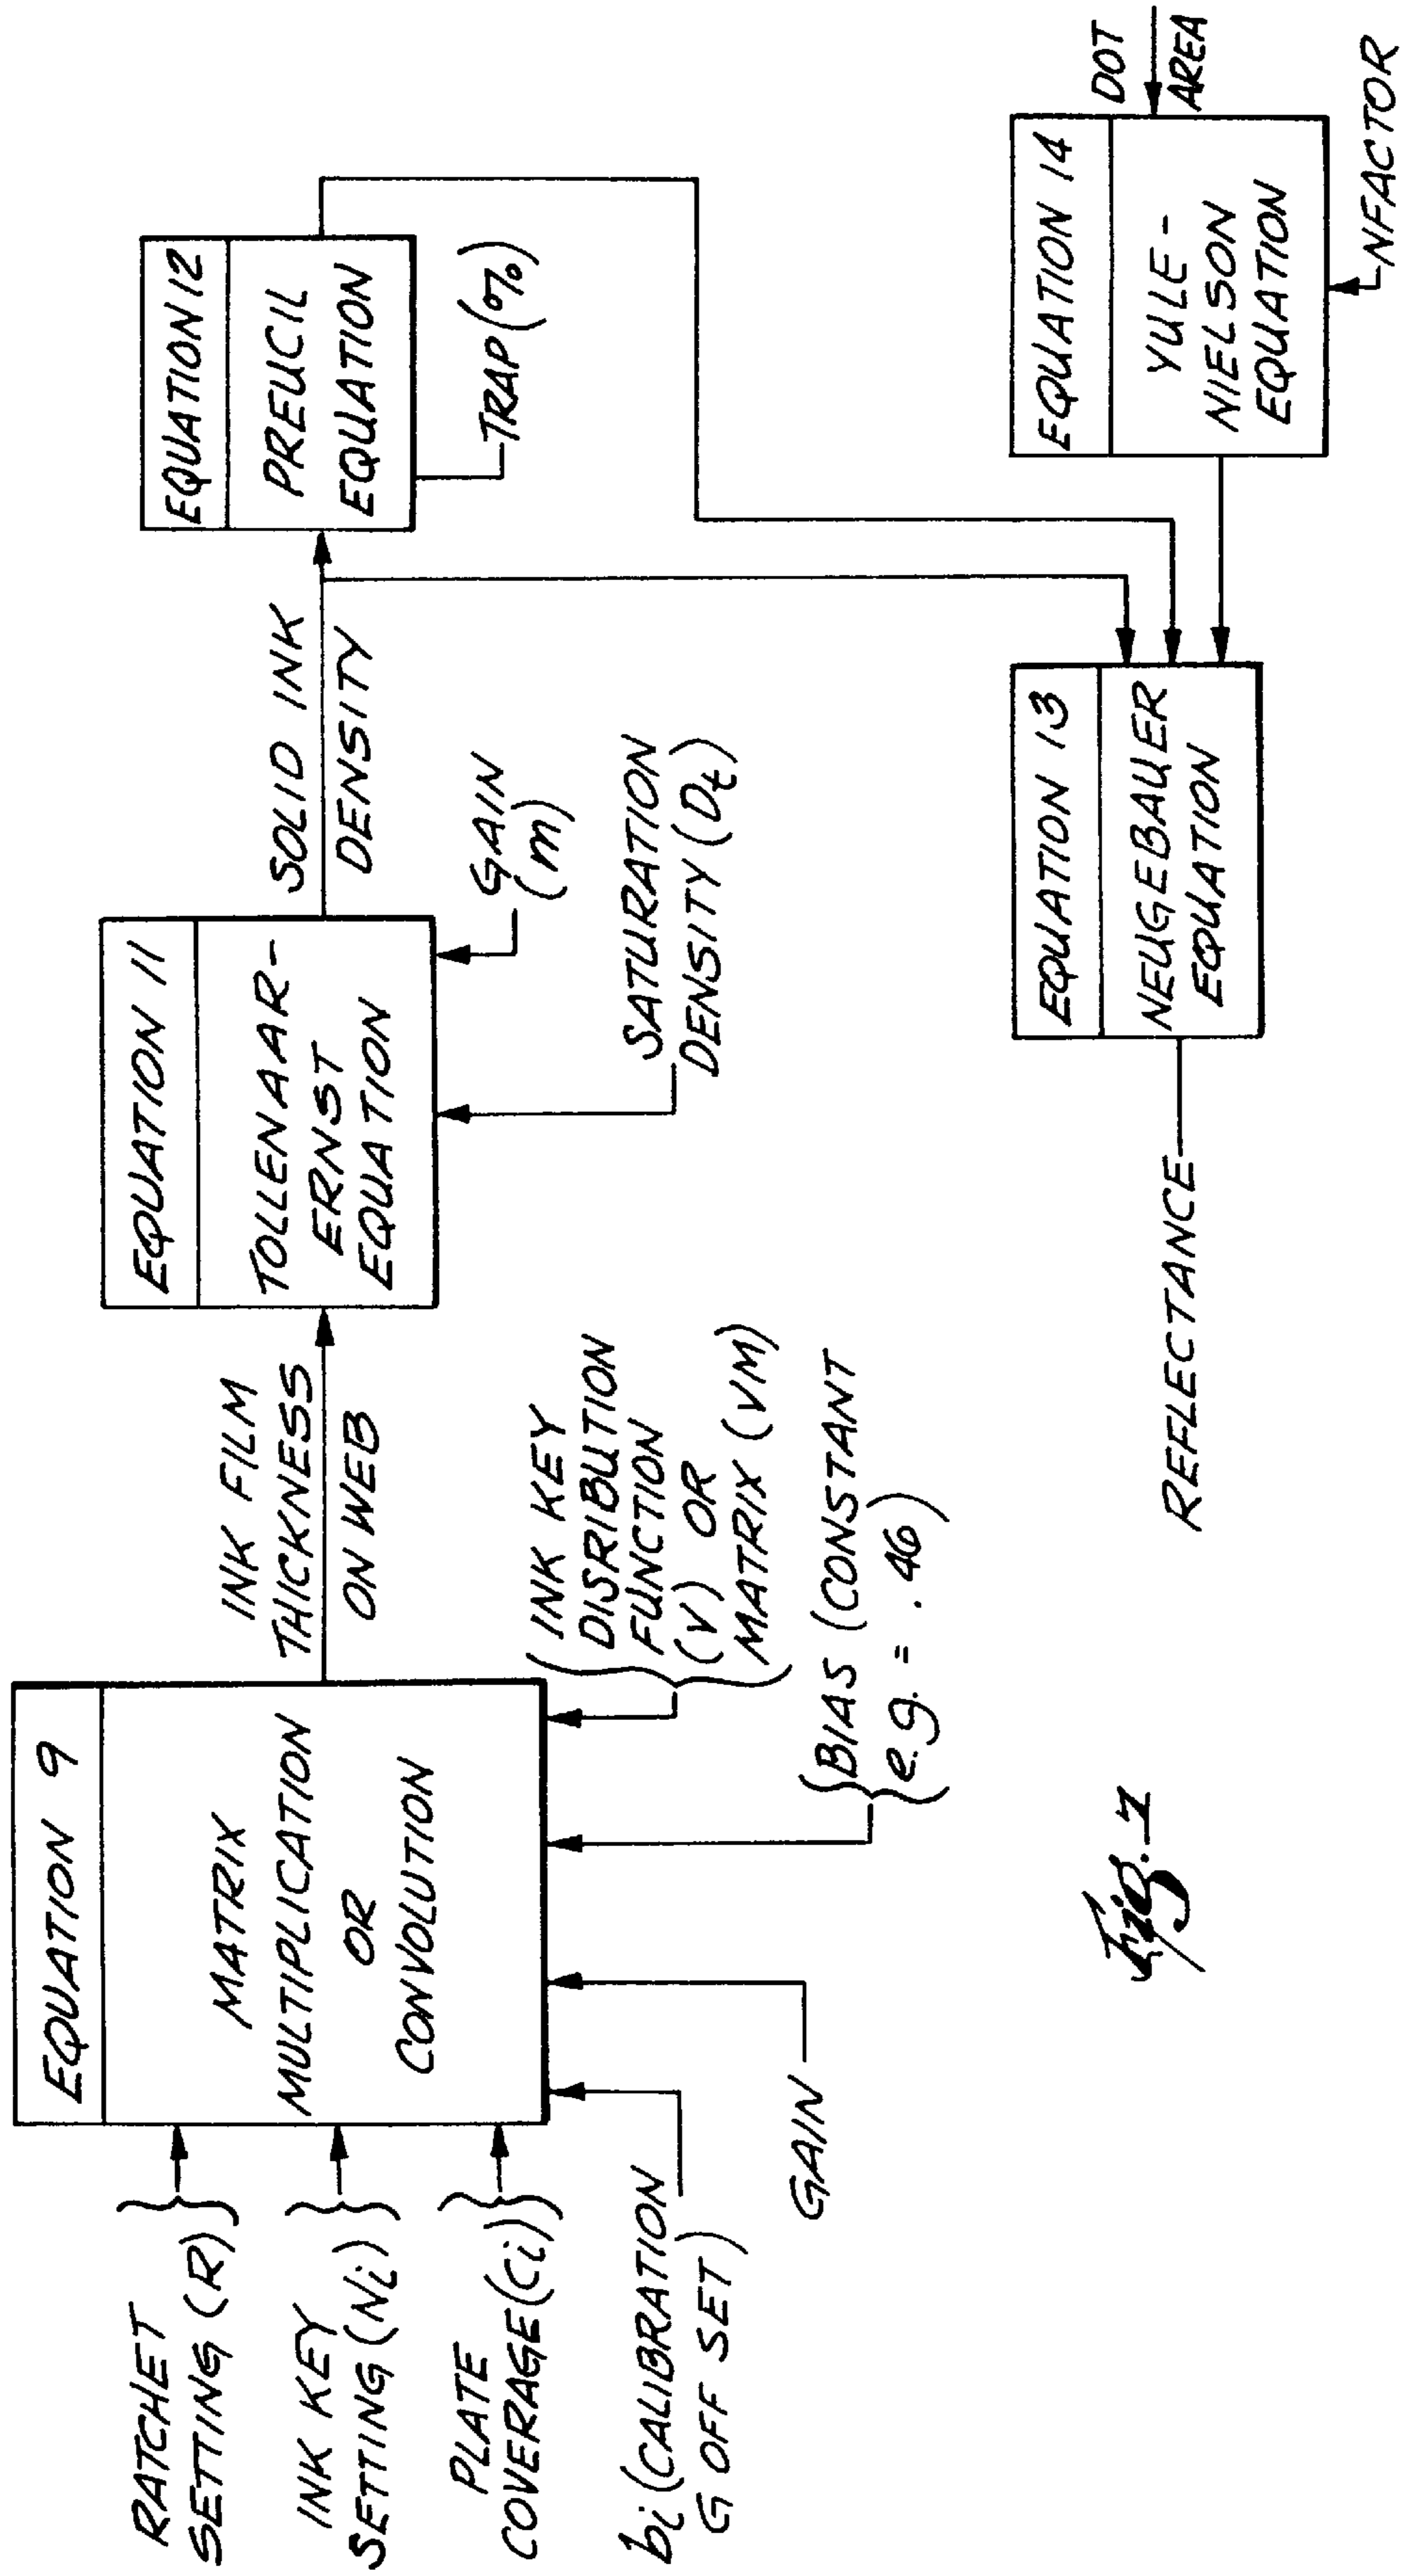 RATCHET
SETTING (R)
INK KEY
SETTING (Ni)
PLATE
COVERAGE (Ci)
bi (CALIBRATION
G OFF SET)
GAIN
EQUATION 9
MATRIX
MULTIPLICATION
OR
CONVOLUTION
INK FILM
THICKNESS
ON WEB
(INK KEY
DISRIBUTION
FUNCTION
(V) OR
MATRIX (VM)
(BIAS (CONSTANT
e.g. = .46)
EQUATION 11
TOLLENAAR-
ERNST
EQUATION
GAIN
(m)
SATURATION
DENSITY (Dt)
SOLID INK
DENSITY
EQUATION 12
PREUCIL
EQUATION
TRAP (%)
EQUATION 13
NEUGEBAUER
EQUATION
REFLECTANCE
EQUATION 14
YULE-
NIELSON
EQUATION
DOT
AREA
NFACTOR
Fig. 7